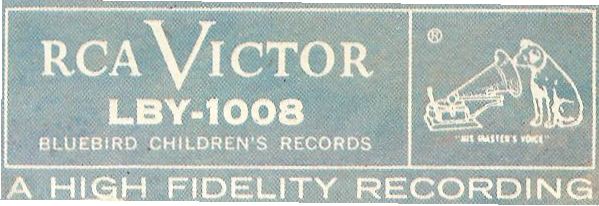 RCA VICTOR
LBY-1008
BLUEBIRD CHILDREN'S RECORDS
®
"HIS MASTER'S VOICE"
A HIGH FIDELITY RECORDING